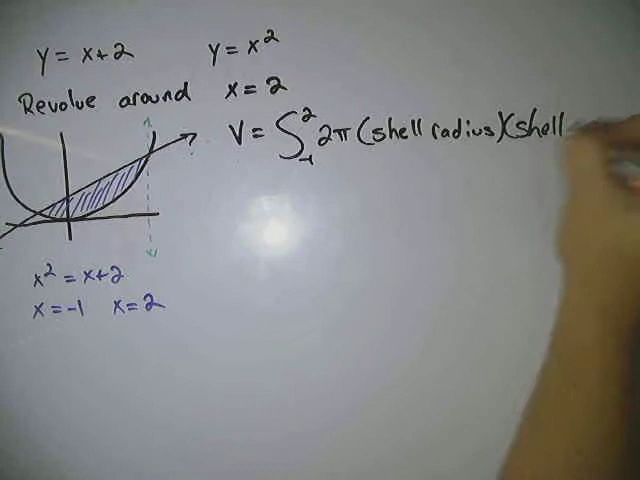 y = x+2 y = x²
Revolve around x = 2
V = ∫₋₁² 2π (shell radius)(shell
x² = x+2
x = -1 x = 2